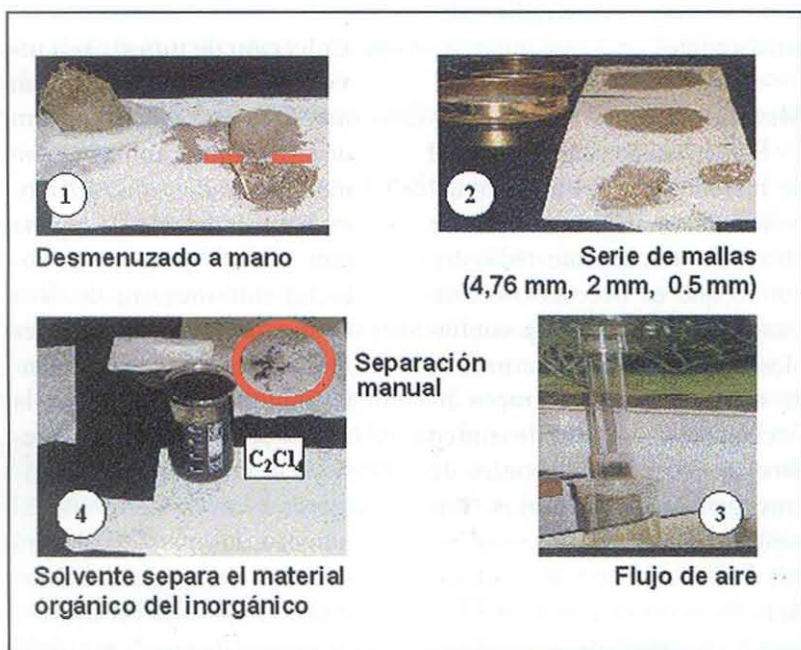 1
Desmenuzado a mano
2
Serie de mallas
(4,76 mm, 2 mm, 0.5 mm)
4
C₂Cl₄
Separación
manual
Solvente separa el material
orgánico del inorgánico
3
Flujo de aire